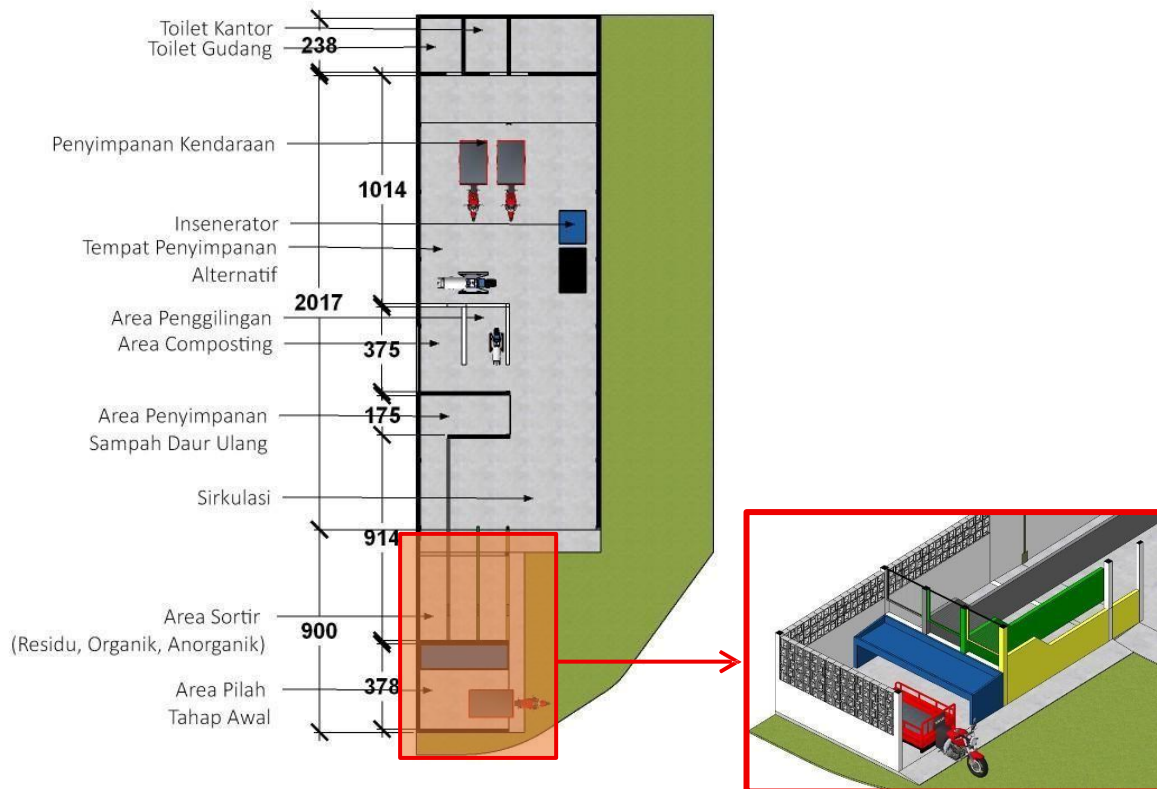 Toilet Kantor
Toilet Gudang
238
Penyimpanan Kendaraan
1014
Insenerator
Tempat Penyimpanan
Alternatif
2017
Area Penggilingan
Area Composting
375
Area Penyimpanan
175
Sampah Daur Ulang
Sirkulasi
914
Area Sortir
900
(Residu, Organik, Anorganik)
Area Pilah
378
Tahap Awal